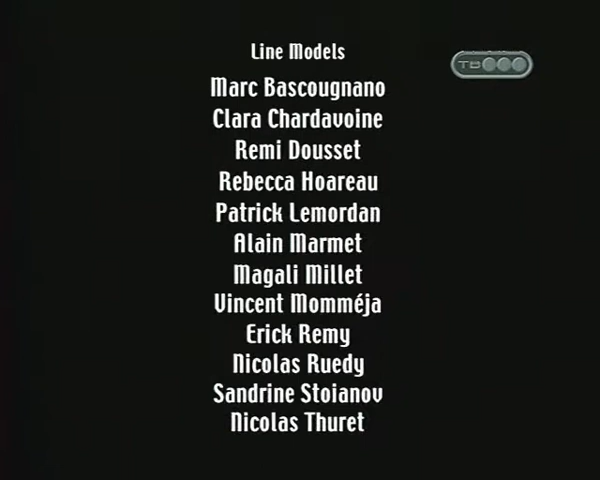 Line Models
Marc Bascougnano
Clara Chardavoine
Remi Dousset
Rebecca Hoareau
Patrick Lemordan
Alain Marmet
Magali Millet
Vincent Momméja
Erick Remy
Nicolas Ruedy
Sandrine Stoianov
Nicolas Thuret